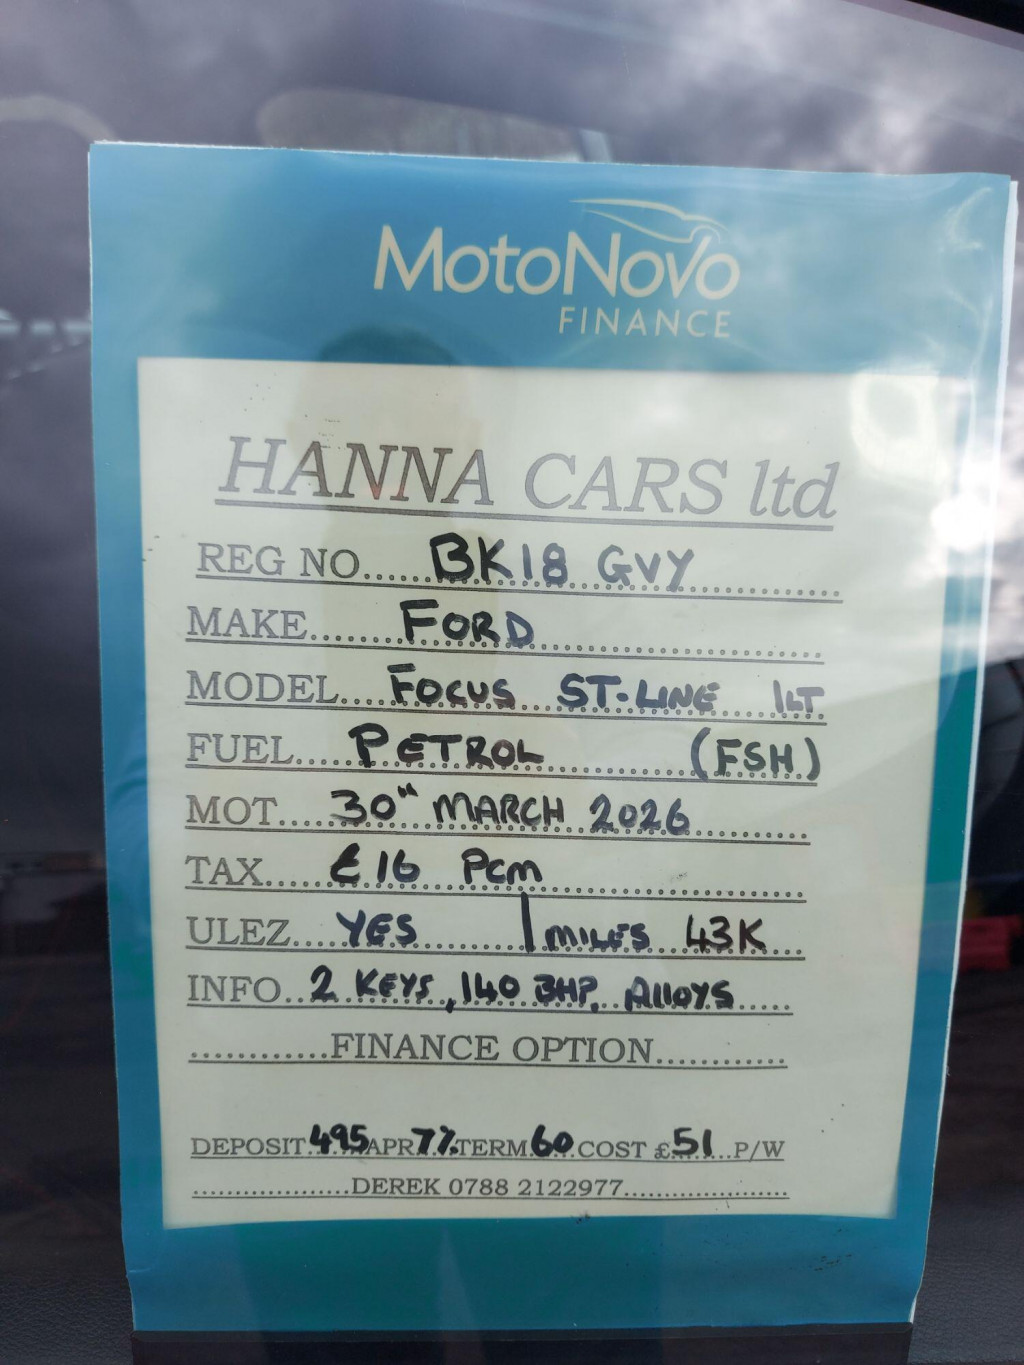 MotoNovo
FINANCE
HANNA CARS ltd
REG NO......BK18 GVY..............
MAKE.......FORD..............
MODEL...FOCUS ST-LINE 1LT
FUEL.....PETROL............(FSH)
MOT....30" MARCH 2026............
TAX.....£16 PCM....................
ULEZ....YES.......... | MILES 43K
INFO..2 KEYS, 140 BHP, AllOYS......
............FINANCE OPTION............
DEPOSIT.495.APR.7%.TERM.60.COST £.51...P/W
...................DEREK 0788 2122977...................